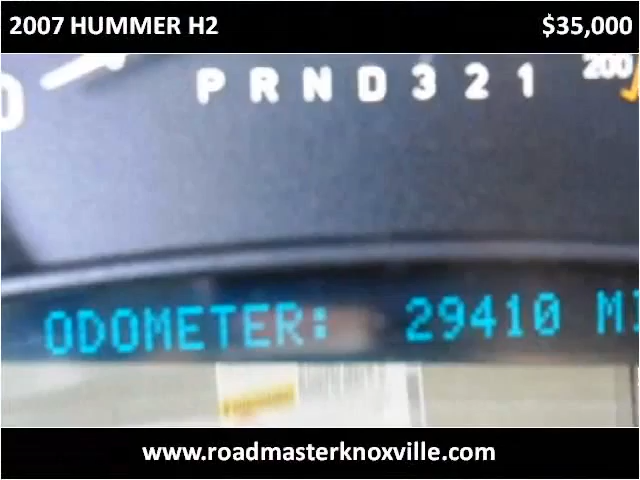 2007 HUMMER H2 $35,000
P R N D 3 2 1 200
ODOMETER: 29410 MI
www.roadmasterknoxville.com